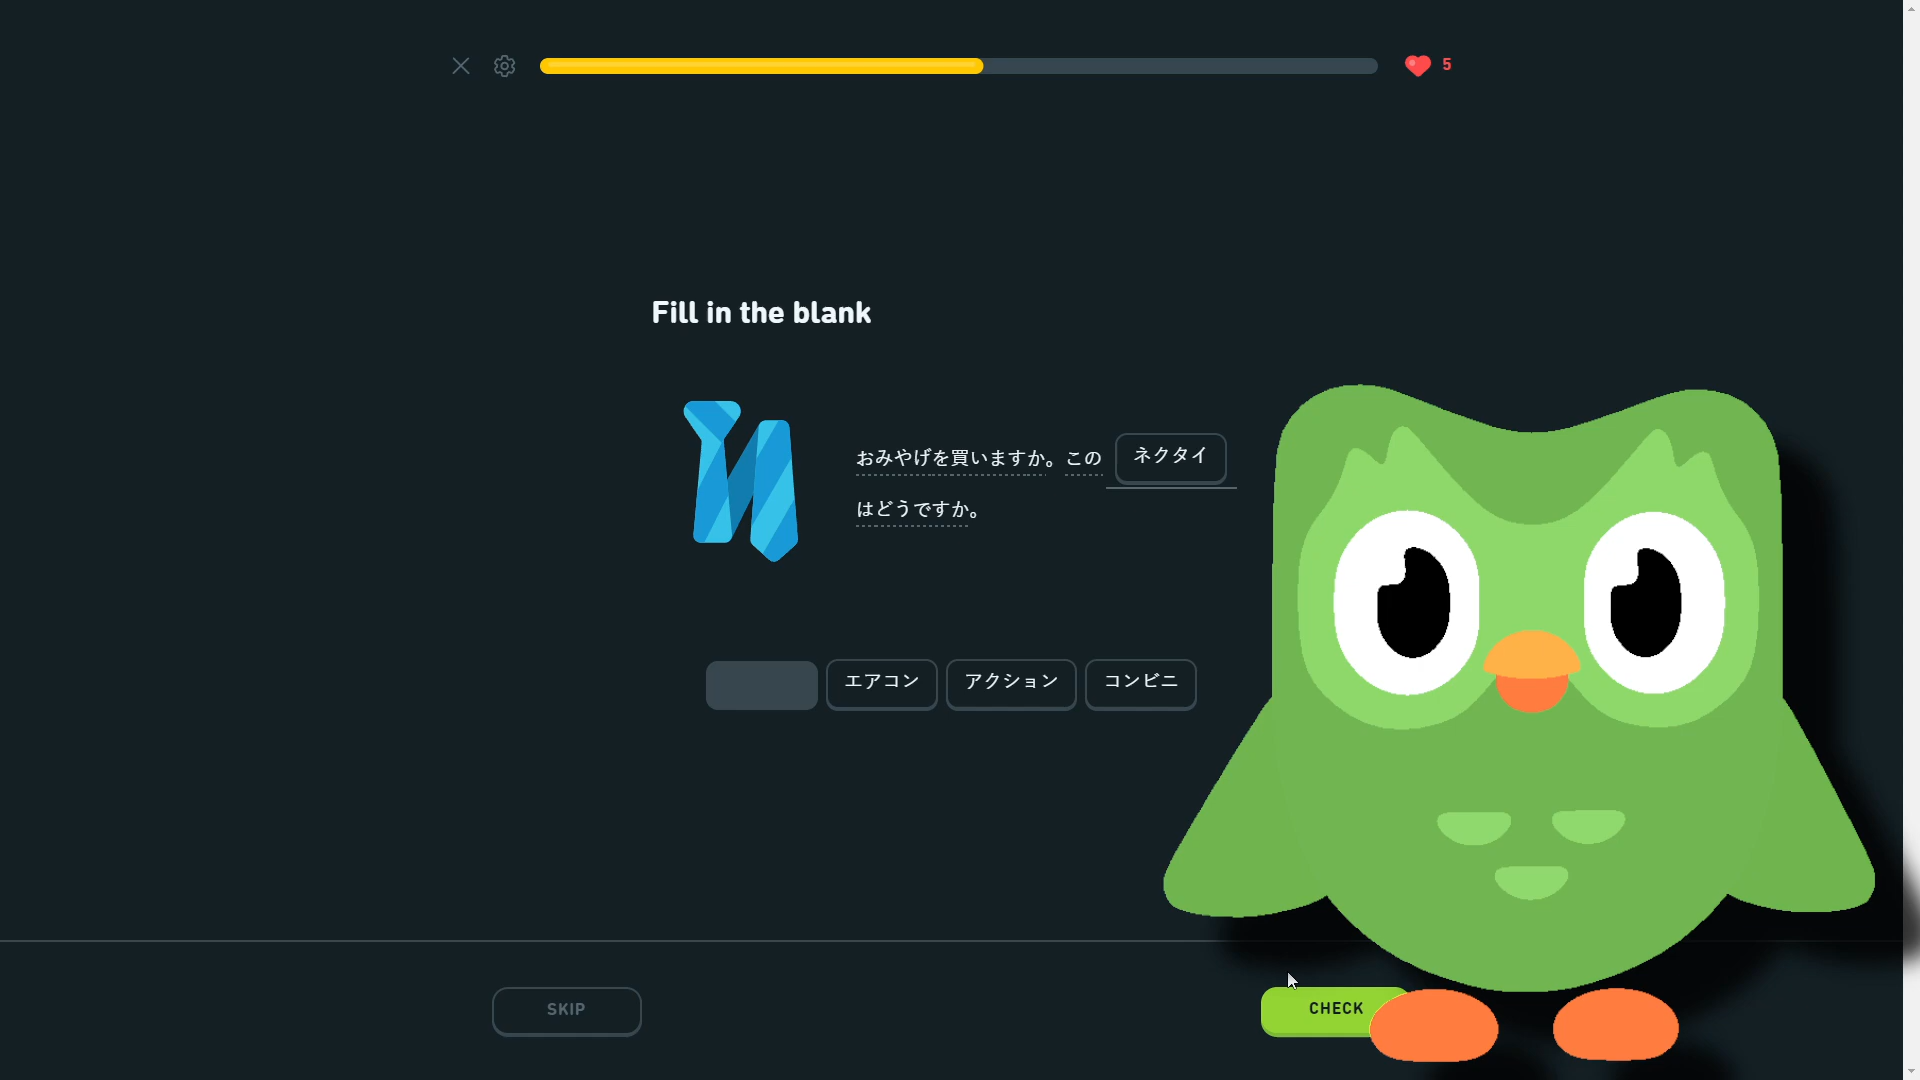 5
Fill in the blank
おみやげを買いますか。この ネクタイ
はどうですか。
エアコン アクション コンビニ
SKIP CHECK